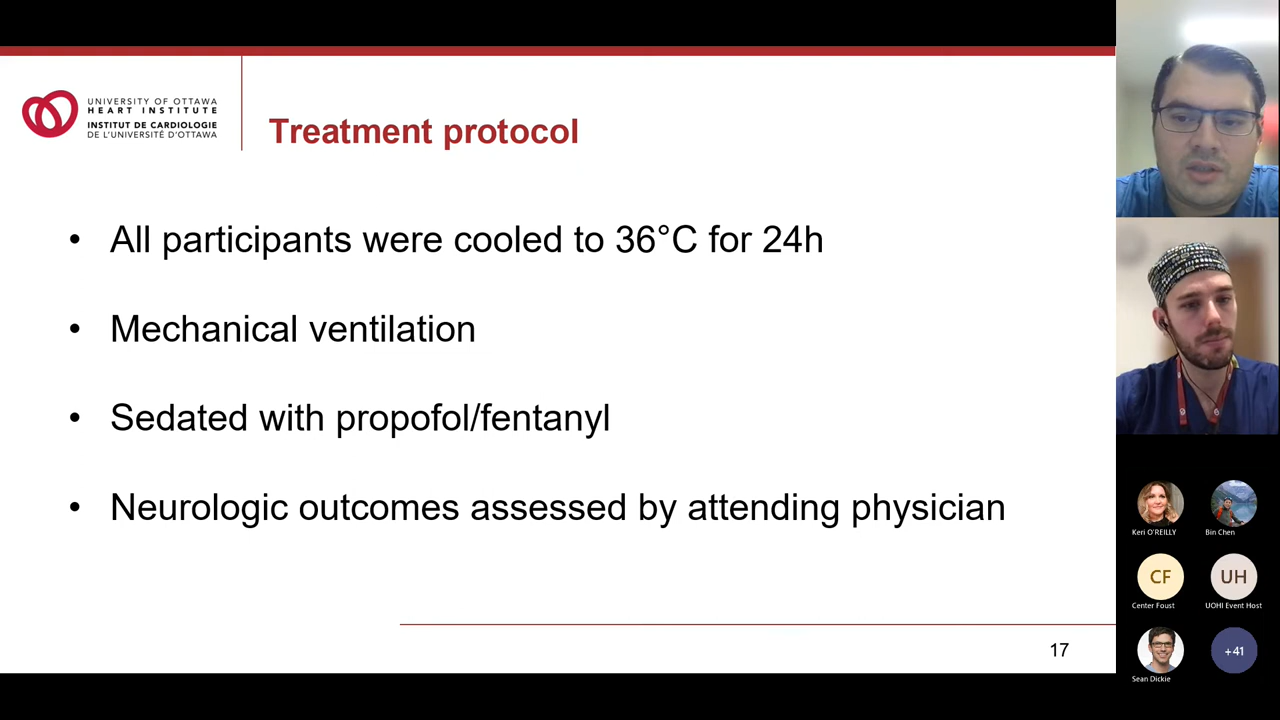 UNIVERSITY OF OTTAWA
HEART INSTITUTE
INSTITUT DE CARDIOLOGIE
DE L'UNIVERSITÉ D'OTTAWA
Treatment protocol
• All participants were cooled to 36°C for 24h
• Mechanical ventilation
• Sedated with propofol/fentanyl
• Neurologic outcomes assessed by attending physician
17
Keri O'REILLY
Bin Chen
CF
UH
Center Foust
UOHI Event Host
+41
Sean Dickie